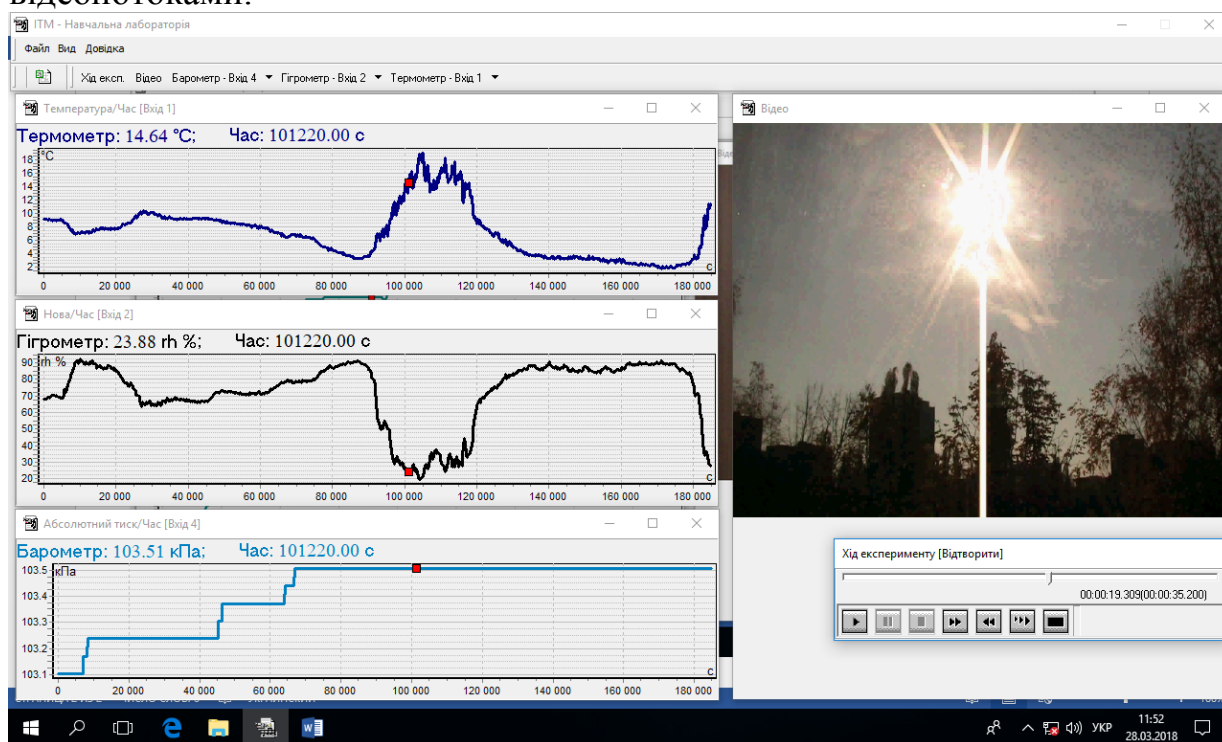 відеопотоками.
ITM - Навчальна лабораторія
Файл Вид Довідка
Хід експ. Відео Барометр - Вхід 4 Гігрометр - Вхід 2 Термометр - Вхід 1
Температура/Час [Вхід 1]
Термометр: 14.64 °C; Час: 101220.00 с
°C
18
16
14
12
10
8
6
4
2
с
0 20 000 40 000 60 000 80 000 100 000 120 000 140 000 160 000 180 000
Нова/Час [Вхід 2]
Гігрометр: 23.88 rh %; Час: 101220.00 с
rh %
90
80
70
60
50
40
30
20
с
0 20 000 40 000 60 000 80 000 100 000 120 000 140 000 160 000 180 000
Абсолютний тиск/Час [Вхід 4]
Барометр: 103.51 кПа; Час: 101220.00 с
кПа
103.5
103.4
103.3
103.2
103.1
с
0 20 000 40 000 60 000 80 000 100 000 120 000 140 000 160 000 180 000
Відео
Хід експерименту [Відтворити]
00:00:19.309(00:00:35.200)
УКР
11:52
28.03.2018